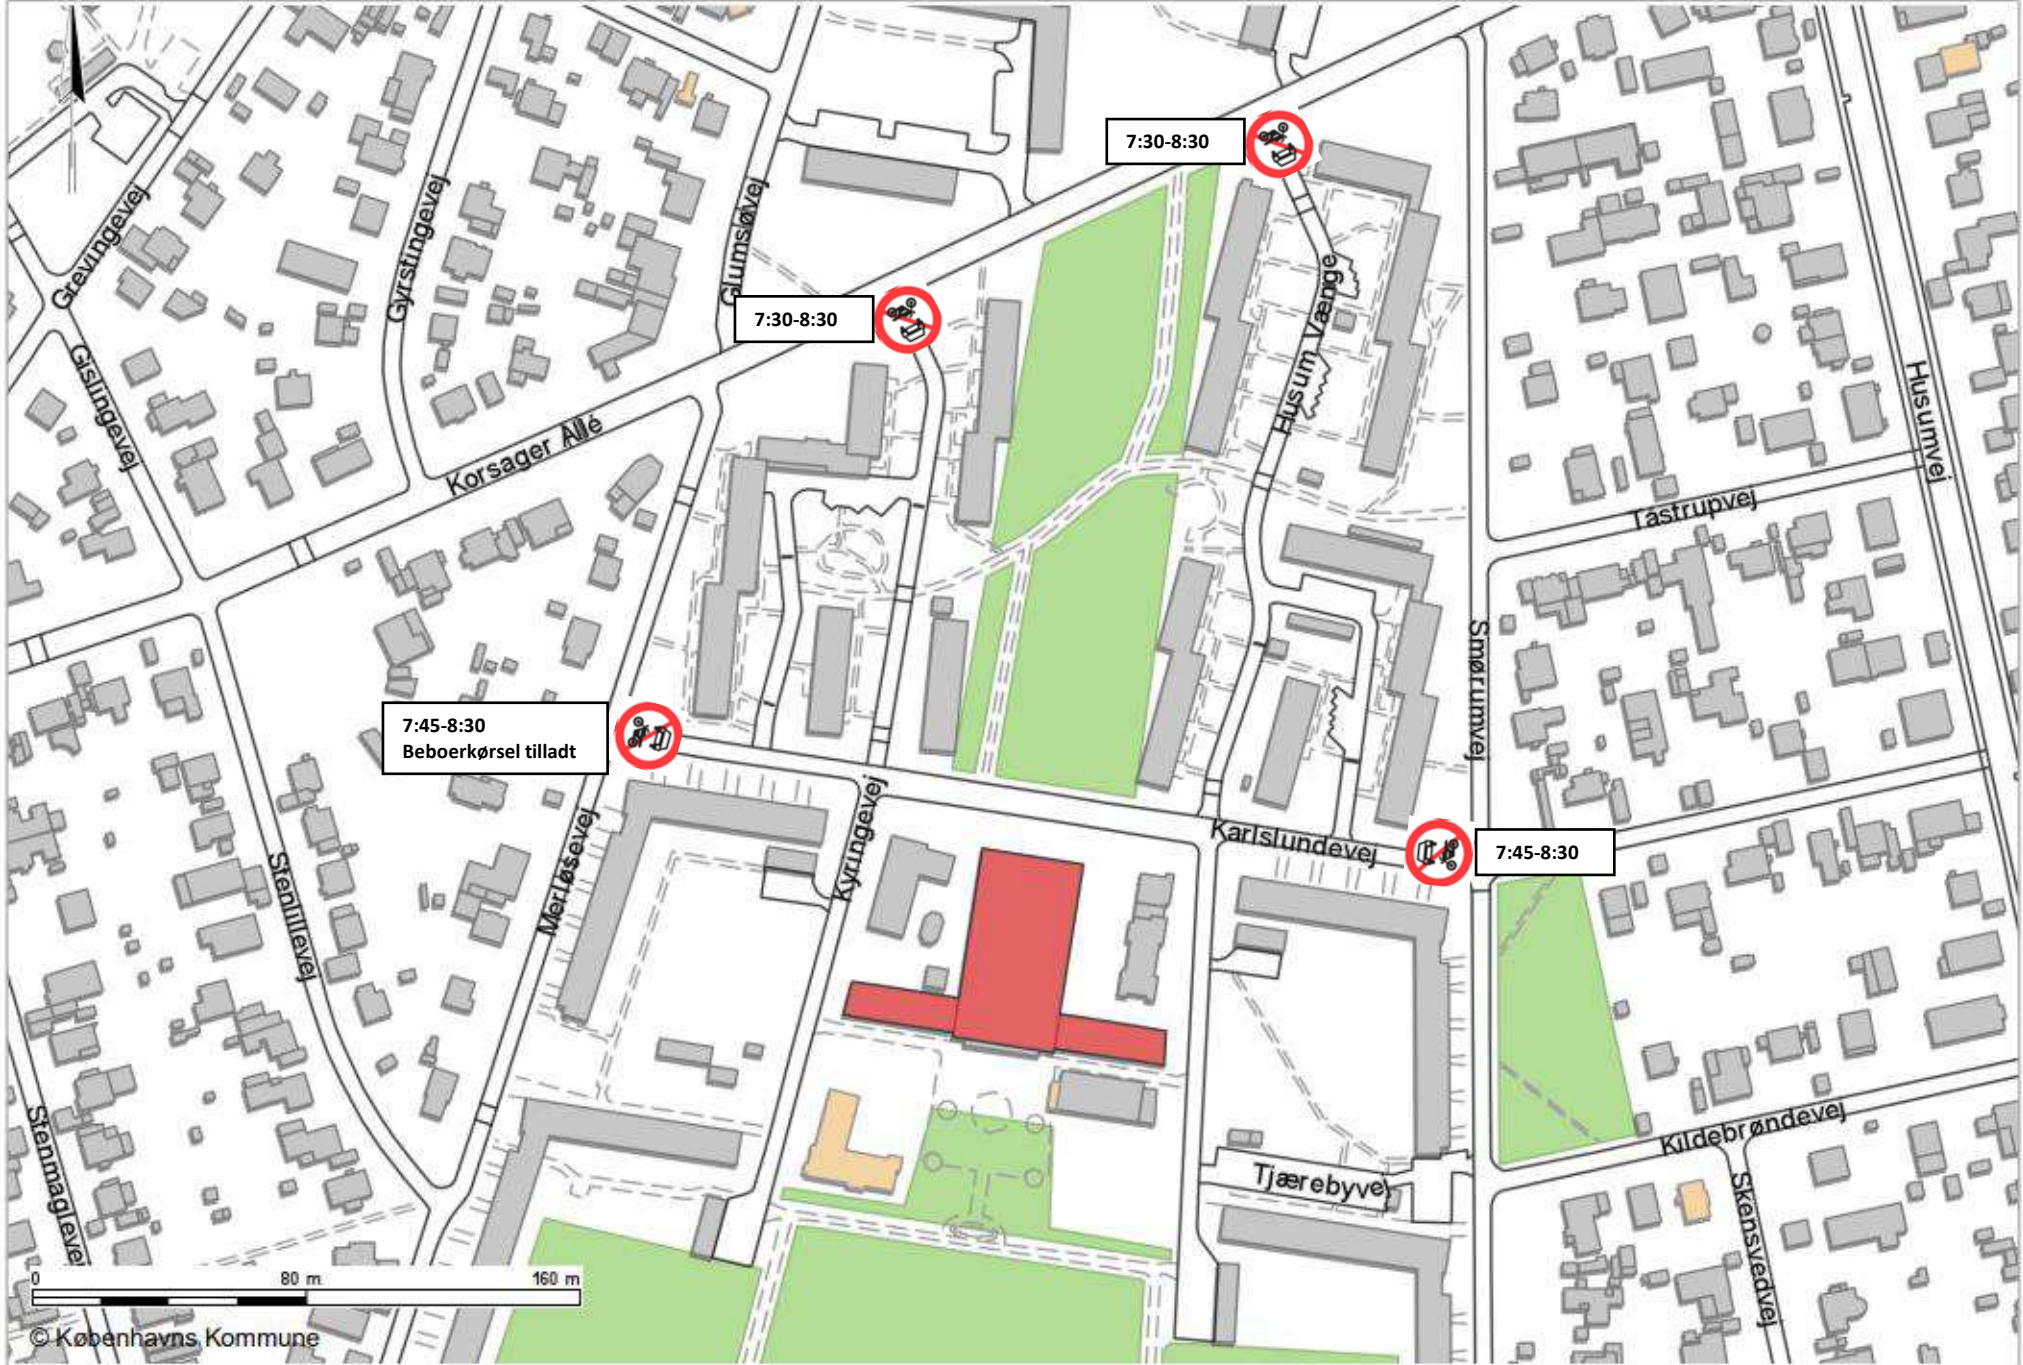 7:30-8:30
Grevingevej
Gyrstingevej
Glumsøvej
7:30-8:30
Husum Vænge
Gislingevej
Korsager Allé
Husumvej
Tåstrupvej
Smørumvej
7:45-8:30
Beboerkørsel tilladt
Karlslundevej
7:45-8:30
Kyringevej
Merløsevej
Stenlillevej
Stenmaglevej
Kildebrøndevej
Tjærebyvej
Skensvedvej
0 80 m 160 m
© Københavns Kommune